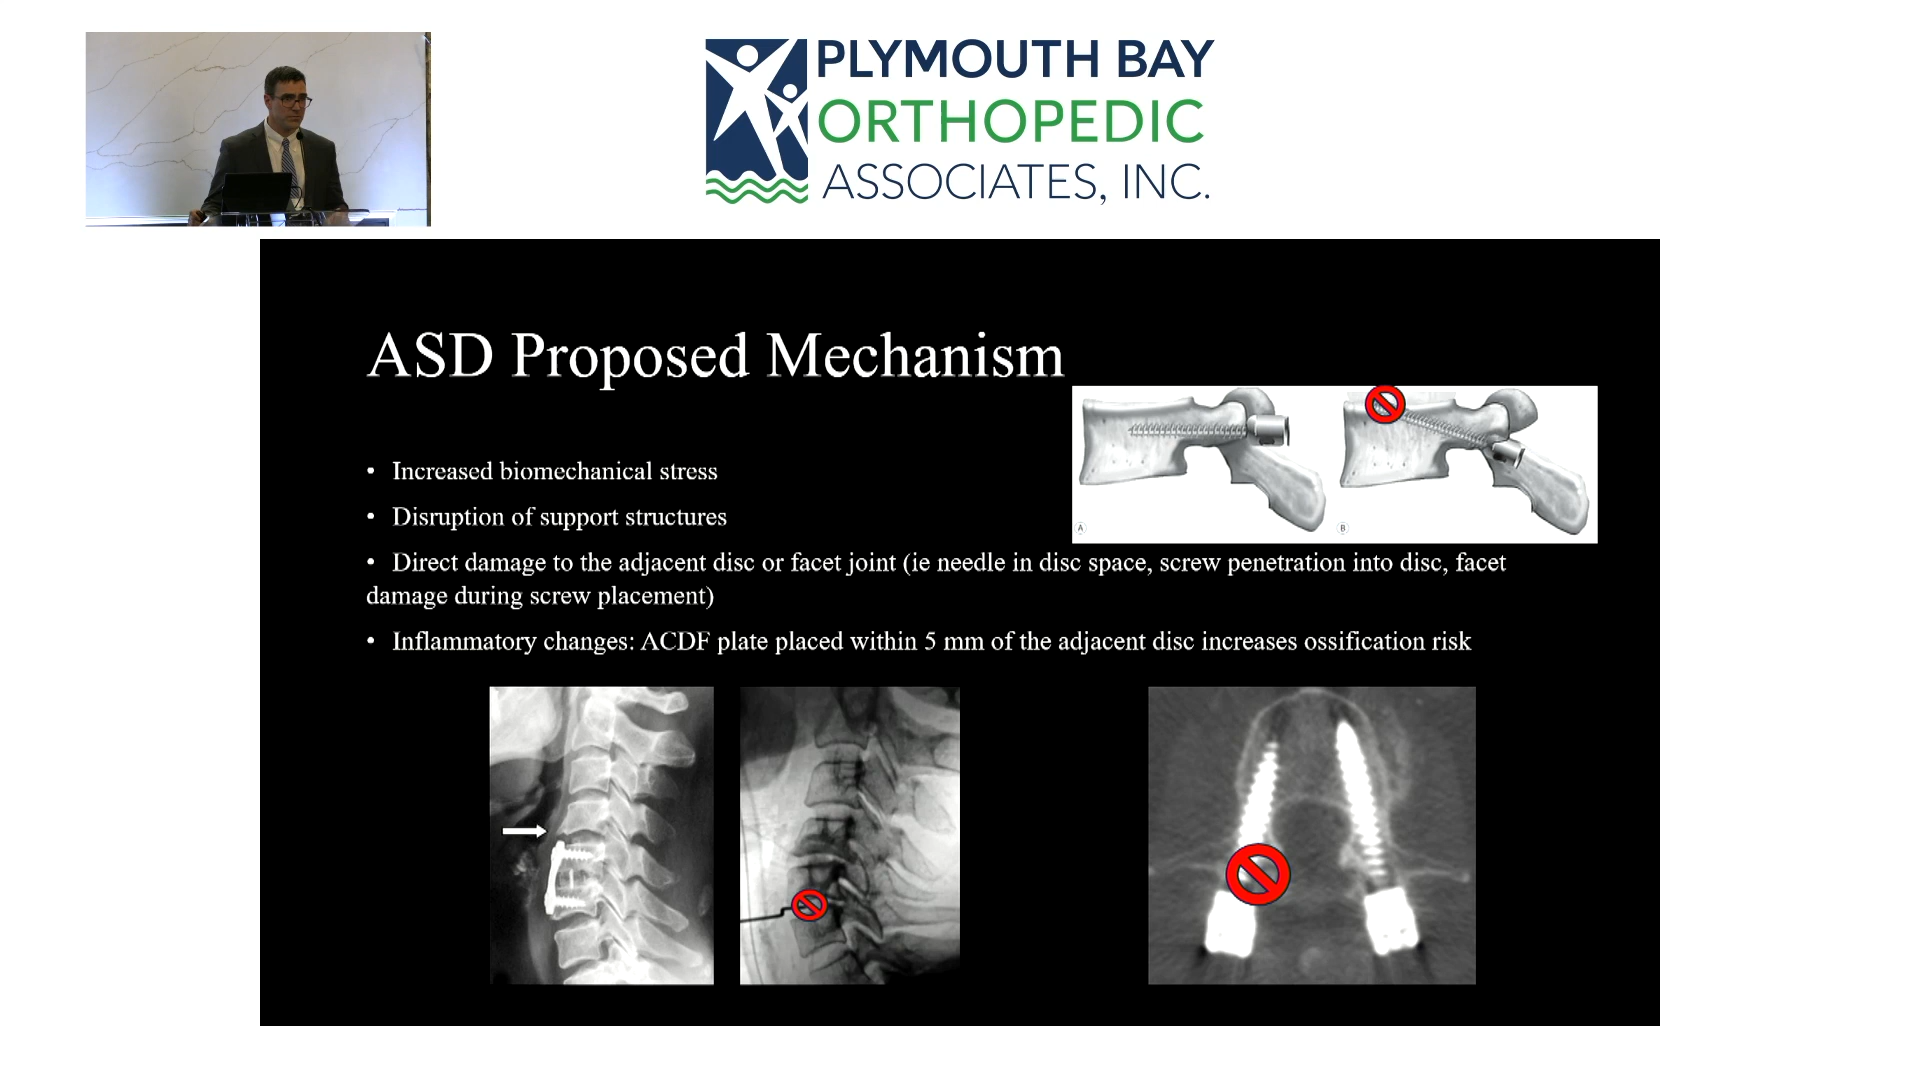 PLYMOUTH BAY
ORTHOPEDIC
ASSOCIATES, INC.
ASD Proposed Mechanism
• Increased biomechanical stress
• Disruption of support structures
• Direct damage to the adjacent disc or facet joint (ie needle in disc space, screw penetration into disc, facet
damage during screw placement)
• Inflammatory changes: ACDF plate placed within 5 mm of the adjacent disc increases ossification risk
A
B